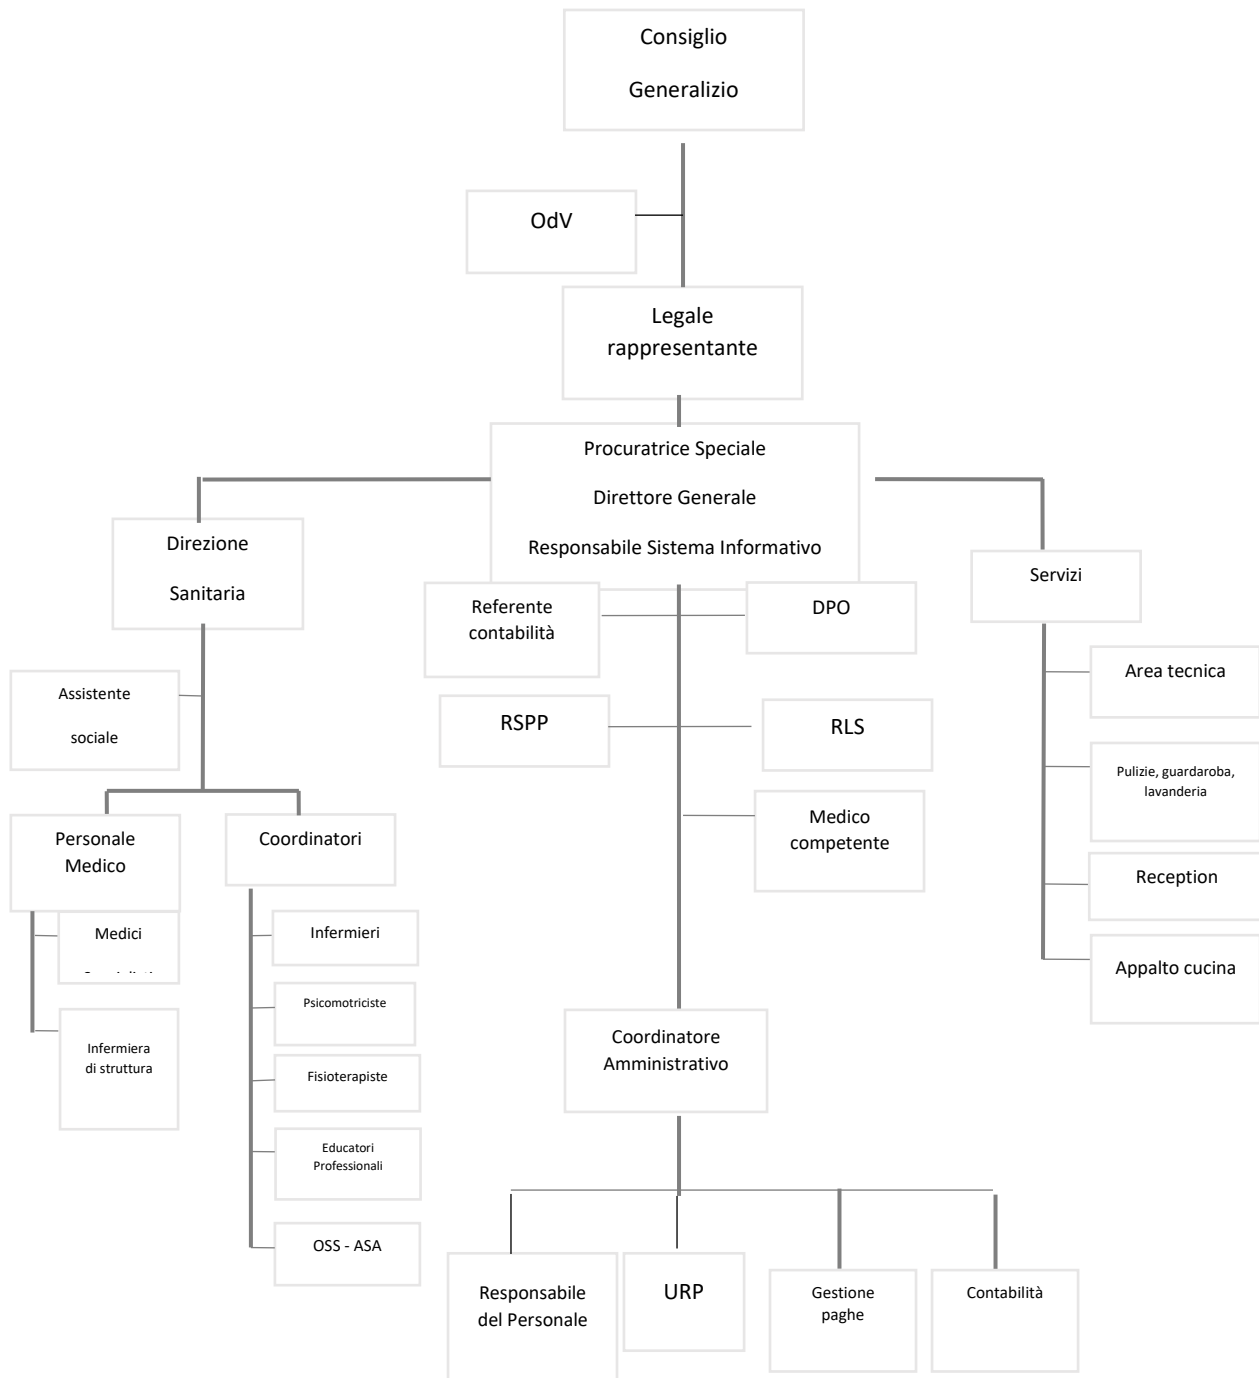 Consiglio
Generalizio
OdV
Legale
rappresentante
Procuratrice Speciale
Direttore Generale
Responsabile Sistema Informativo
Direzione
Sanitaria
Servizi
Referente
contabilità
DPO
Assistente
sociale
RSPP
RLS
Area tecnica
Pulizie, guardaroba,
lavanderia
Medico
competente
Personale
Medico
Coordinatori
Reception
Medici
Infermieri
Appalto cucina
Psicomotriciste
Infermiera
di struttura
Fisioterapiste
Coordinatore
Amministrativo
Educatori
Professionali
OSS - ASA
Responsabile
del Personale
URP
Gestione
paghe
Contabilità